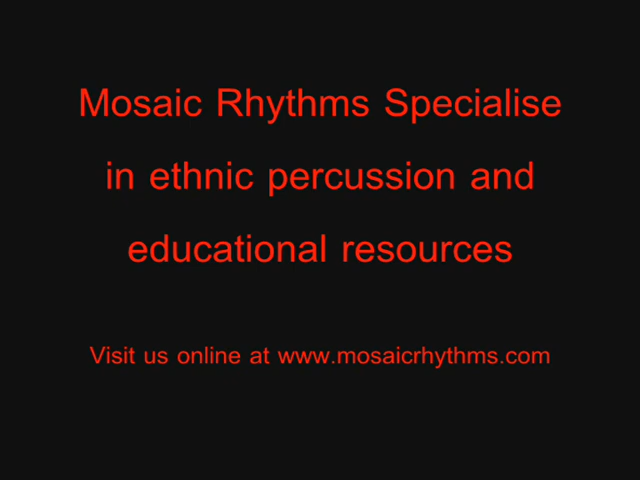 Mosaic Rhythms Specialise
in ethnic percussion and
educational resources
Visit us online at www.mosaicrhythms.com